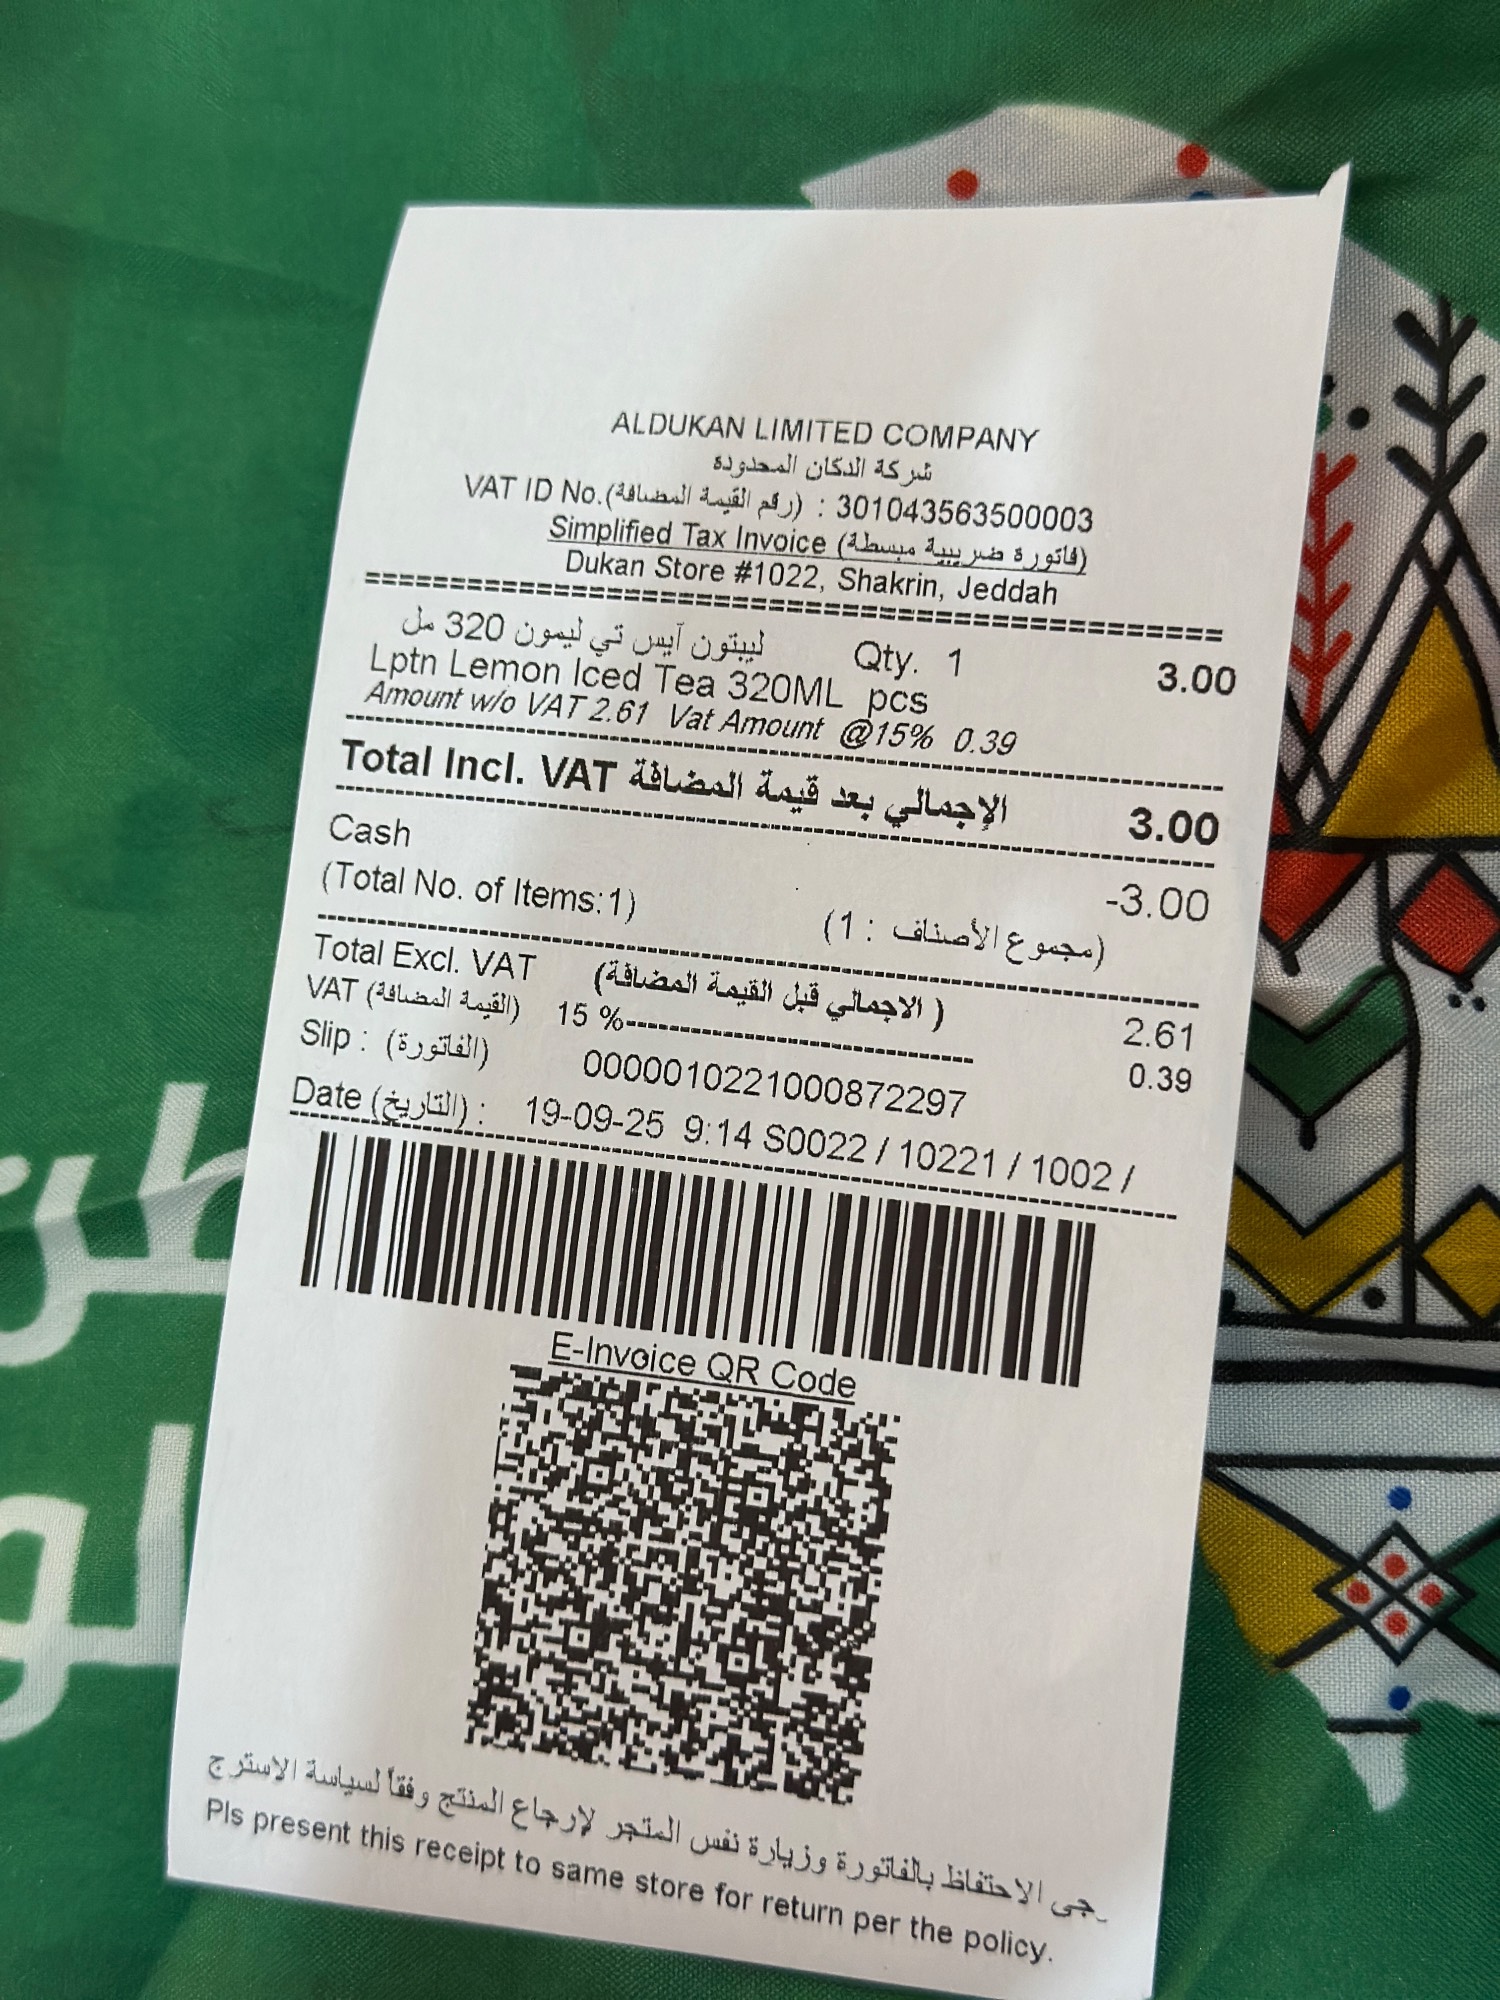 ALDUKAN LIMITED COMPANY
شركة الدكان المحدودة
VAT ID No.(رقم القيمة المضافة) : 301043563500003
Simplified Tax Invoice (فاتورة ضريبية مبسطة)
Dukan Store #1022, Shakrin, Jeddah
ليبتون آيس تي ليمون 320 مل Qty. 1 3.00
Lptn Lemon Iced Tea 320ML pcs
Amount w/o VAT 2.61 Vat Amount @15% 0.39
Total Incl. VAT الإجمالي بعد قيمة المضافة 3.00
Cash -3.00
(Total No. of Items:1) (مجموع الأصناف : 1)
Total Excl. VAT (الاجمالي قبل القيمة المضافة ) 2.61
VAT (القيمة المضافة) 15 %------------------------------ 0.39
Slip : (الفاتورة) 0000010221000872297
Date (التاريخ) : 19-09-25 9:14 S0022 / 10221 / 1002 /
E-Invoice QR Code
جى الاحتفاظ بالفاتورة وزيارة نفس المتجر لإرجاع المنتج وفقاً لسياسة الاسترج
Pls present this receipt to same store for return per the policy.